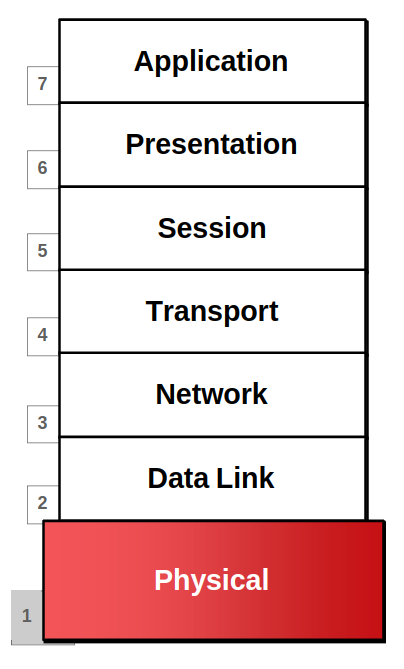 Application
7
Presentation
6
Session
5
Transport
4
Network
3
Data Link
2
Physical
1